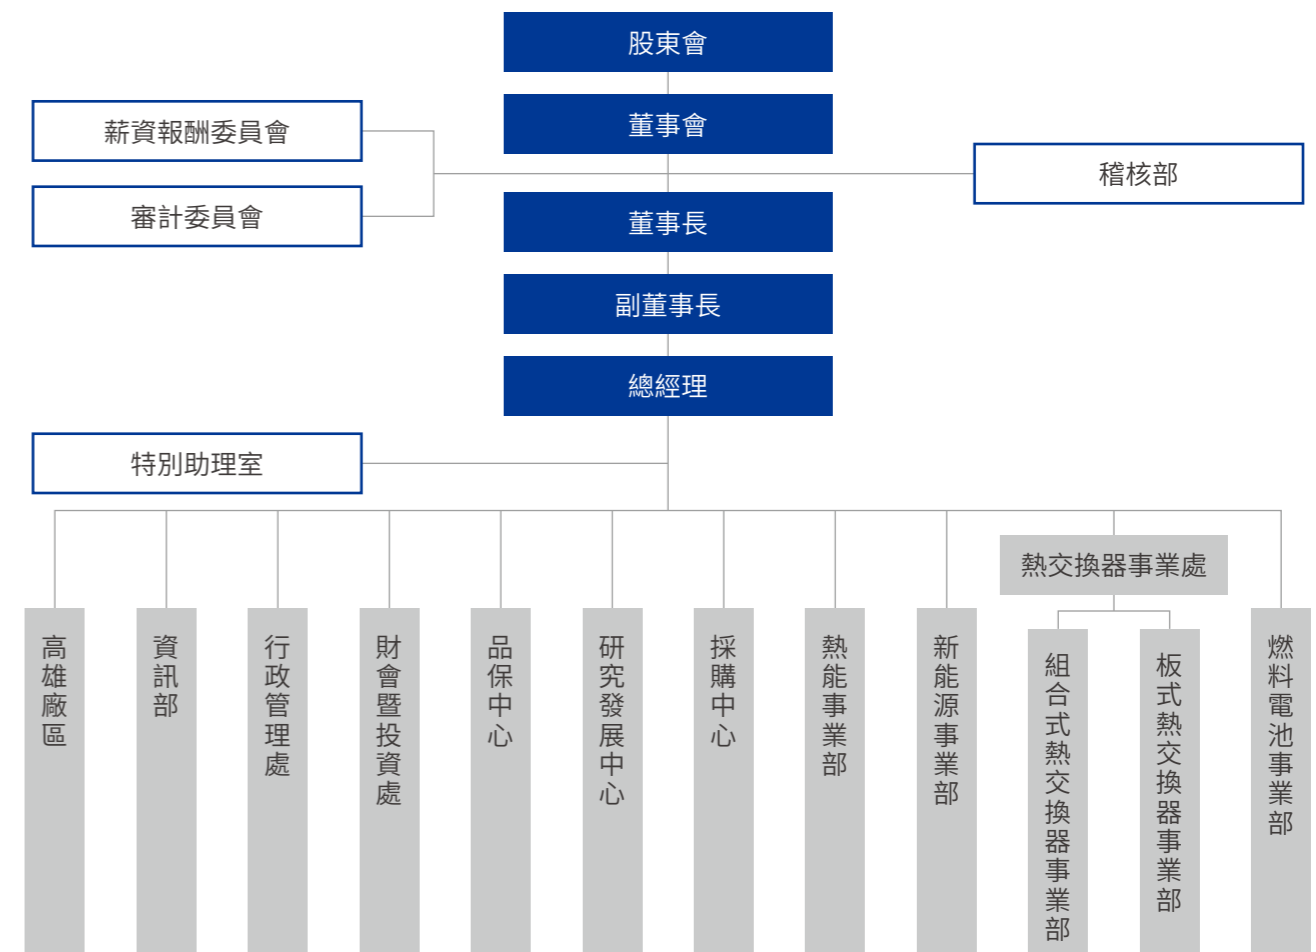 股東會
董事會
薪資報酬委員會
審計委員會
稽核部
董事長
副董事長
總經理
特別助理室
高雄廠區
資訊部
行政管理處
財會暨投資處
品保中心
研究發展中心
採購中心
熱能事業部
新能源事業部
熱交換器事業處
組合式熱交換器事業部
板式熱交換器事業部
燃料電池事業部